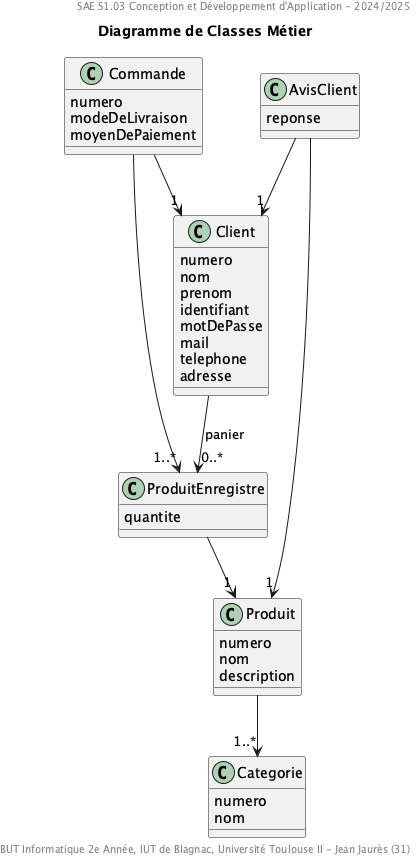 SAE S1.03 Conception et Développement d'Application - 2024/2025
Diagramme de Classes Métier
C Commande
numero
modeDeLivraison
moyenDePaiement
C AvisClient
reponse
1
1
C Client
numero
nom
prenom
identifiant
motDePasse
mail
telephone
adresse
panier
1..*
0..*
C ProduitEnregistre
quantite
1
1
C Produit
numero
nom
description
1..*
C Categorie
numero
nom
BUT Informatique 2e Année, IUT de Blagnac, Université Toulouse II - Jean Jaurès (31)